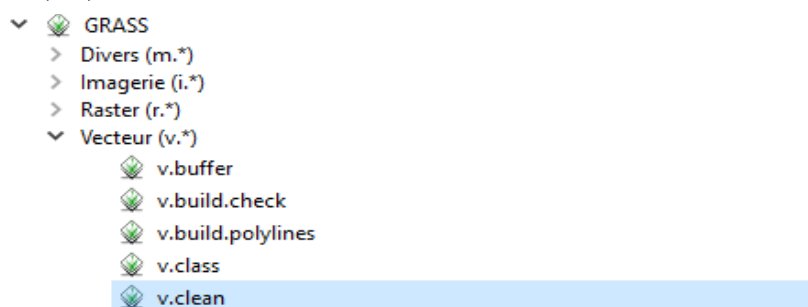 GRASS
Divers (m.*)
Imagerie (i.*)
Raster (r.*)
Vecteur (v.*)
v.buffer
v.build.check
v.build.polylines
v.class
v.clean